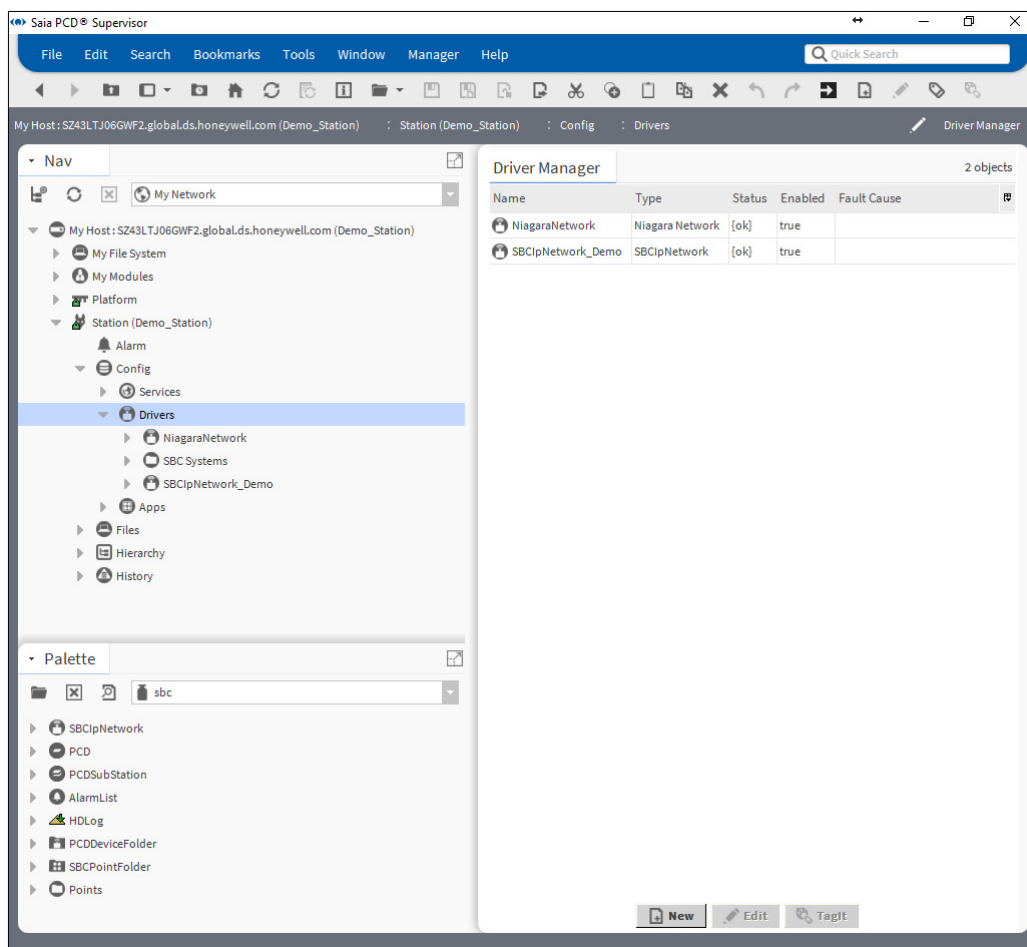 Saia PCD® Supervisor
File Edit Search Bookmarks Tools Window Manager Help Quick Search
My Host : SZ43LTJ06GWF2.global.ds.honeywell.com (Demo_Station) : Station (Demo_Station) : Config : Drivers Driver Manager
Nav
My Network
My Host : SZ43LTJ06GWF2.global.ds.honeywell.com (Demo_Station)
My File System
My Modules
Platform
Station (Demo_Station)
Alarm
Config
Services
Drivers
NiagaraNetwork
SBC Systems
SBCIpNetwork_Demo
Apps
Files
Hierarchy
History
Palette
sbc
SBCIpNetwork
PCD
PCDSubStation
AlarmList
HDLog
PCDDeviceFolder
SBCPointFolder
Points
Driver Manager 2 objects
Name Type Status Enabled Fault Cause
NiagaraNetwork Niagara Network {ok} true
SBCIpNetwork_Demo SBCIpNetwork {ok} true
New Edit TagIt